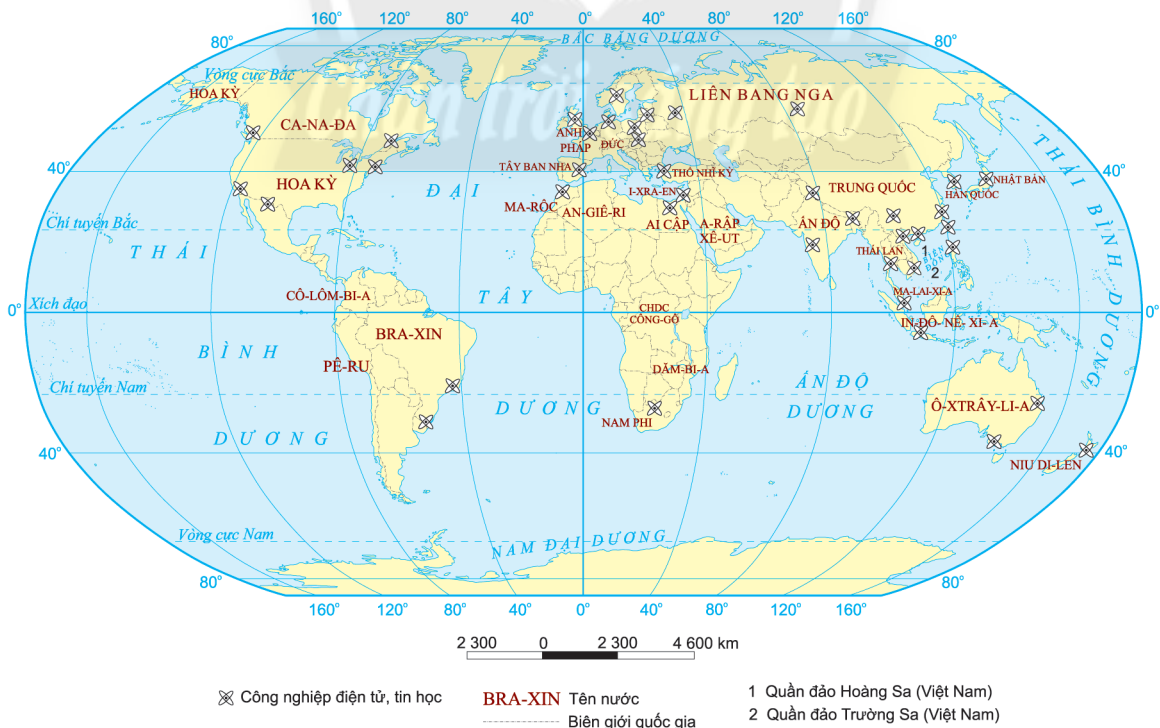 160° 120° 80° 40° 0° 40° 80° 120° 160°
BẮC BĂNG DƯƠNG
80° 80°
Vòng cực Bắc
HOA KỲ
LIÊN BANG NGA
Chân trời sáng tạo
CA-NA-ĐA
ANH
PHÁP ĐỨC
40° 40°
TÂY BAN NHA THỔ NHĨ KỲ
HOA KỲ
TRUNG QUỐC
NHẬT BẢN
HÀN QUỐC
I-XRA-EN
MA-RỐC AN-GIÊ-RI
AI CẬP A-RẬP
XÊ-UT
ẤN ĐỘ
Chí tuyến Bắc
THÁI LAN
1
BIỂN ĐÔNG
2
THÁI
BÌNH
DƯƠNG
ĐẠI
TÂY
DƯƠNG
CÔ-LÔM-BI-A
MA-LAI-XI-A
0° Xích đạo 0°
CHDC
CÔNG-GÔ
IN-ĐÔ-NÊ-XI-A
BRA-XIN
PÊ-RU
DĂM-BI-A
Chí tuyến Nam
ẤN ĐỘ
DƯƠNG
Ô-XTRÂY-LI-A
NAM PHI
THÁI BÌNH DƯƠNG
40° 40°
NIU DI-LEN
Vòng cực Nam
NAM ĐẠI DƯƠNG
80° 80°
160° 120° 80° 40° 0° 40° 80° 120° 160°
2 300 0 2 300 4 600 km
Công nghiệp điện tử, tin học
BRA-XIN Tên nước
Biên giới quốc gia
1 Quần đảo Hoàng Sa (Việt Nam)
2 Quần đảo Trường Sa (Việt Nam)